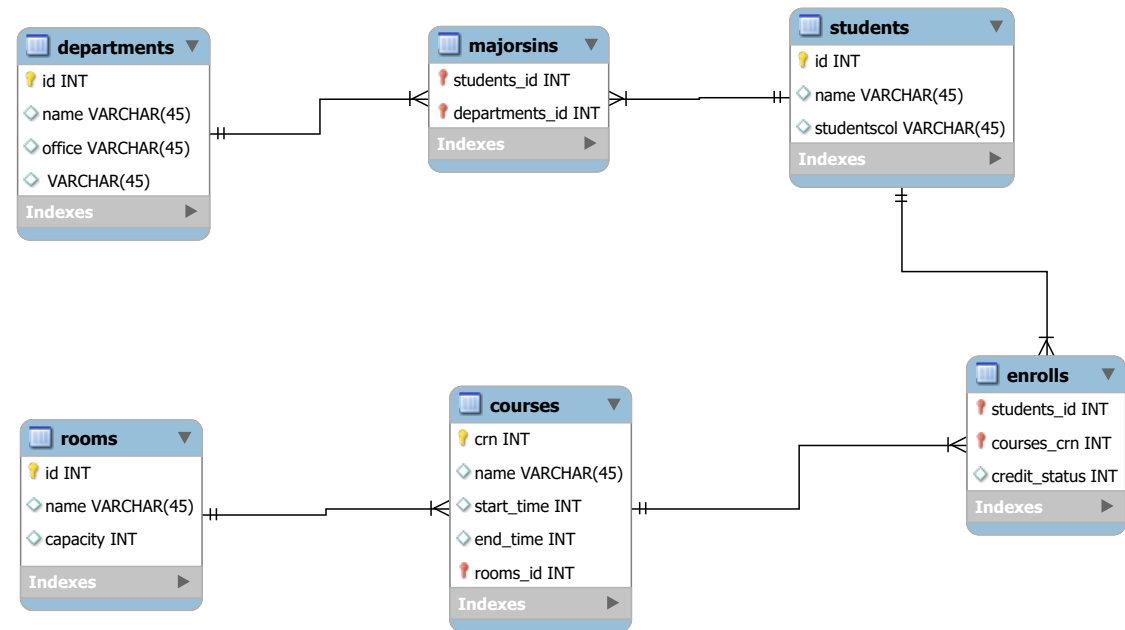 departments
id INT
name VARCHAR(45)
office VARCHAR(45)
VARCHAR(45)
Indexes
majorsins
students_id INT
departments_id INT
Indexes
students
id INT
name VARCHAR(45)
studentscol VARCHAR(45)
Indexes
rooms
id INT
name VARCHAR(45)
capacity INT
Indexes
courses
crn INT
name VARCHAR(45)
start_time INT
end_time INT
rooms_id INT
Indexes
enrolls
students_id INT
courses_crn INT
credit_status INT
Indexes